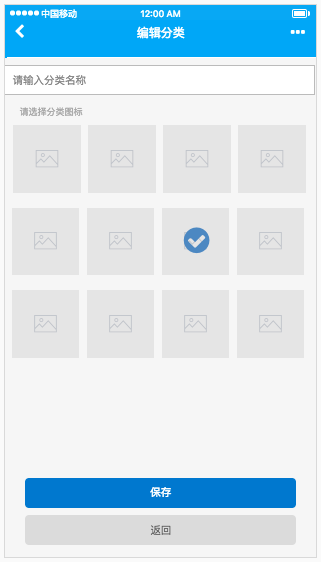 中国移动 12:00 AM
编辑分类
请输入分类名称
请选择分类图标
保存
返回